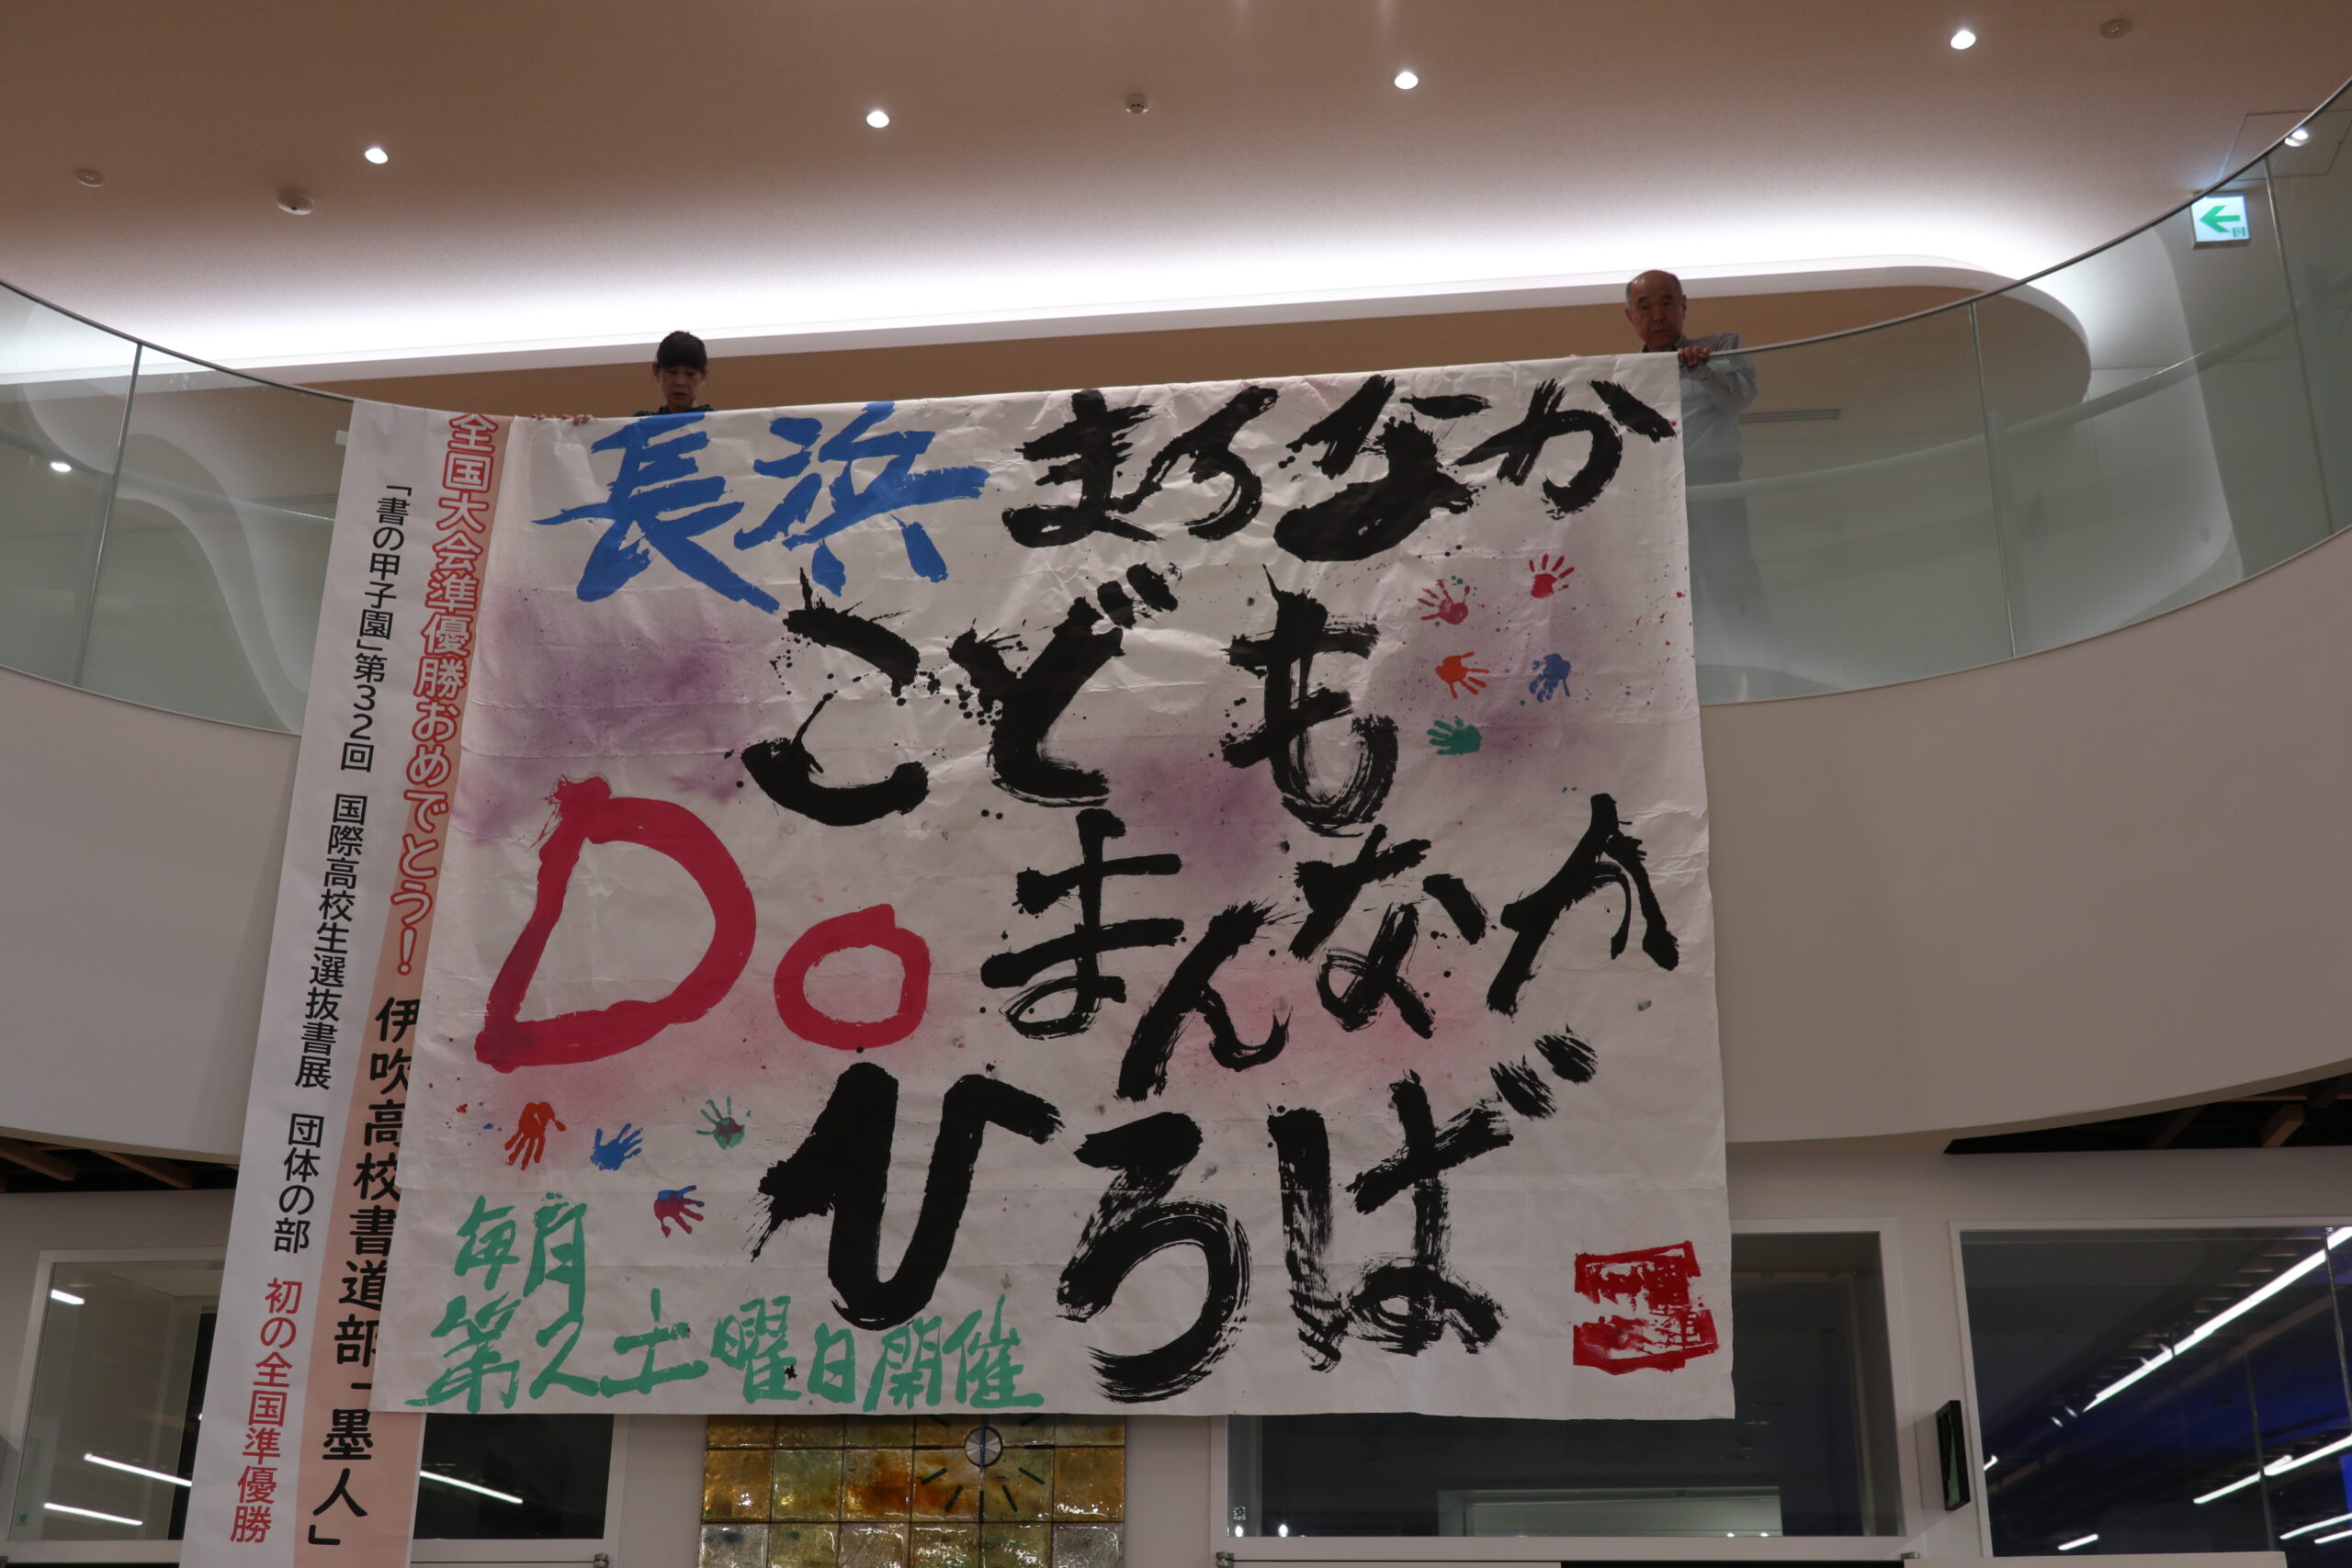 長浜まちなか
こども
Doまんなか
ひろば
毎月
第2土曜日開催
全国大会準優勝おめでとう! 伊吹高校書道部「墨人」
「書の甲子園」第32回 国際高校生選抜書展 団体の部 初の全国準優勝